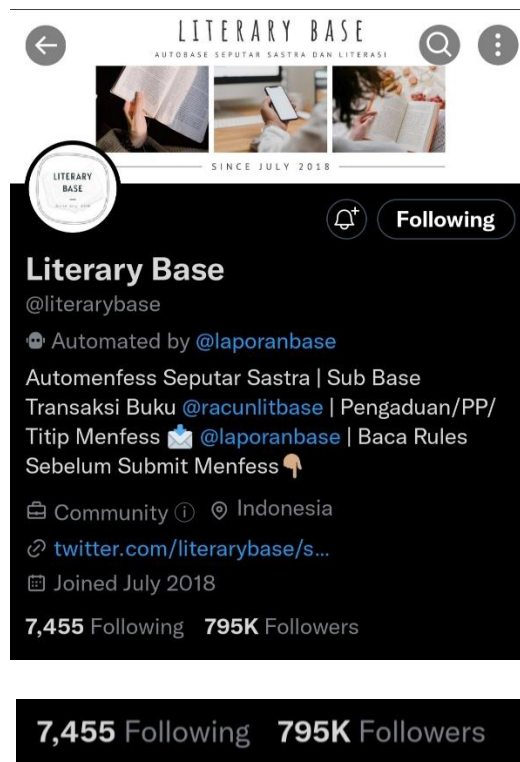 LITERARY BASE
AUTOBASE SEPUTAR SASTRA DAN LITERASI
SINCE JULY 2018
LITERARY
BASE
Following
Literary Base
@literarybase
Automated by @laporanbase
Automenfess Seputar Sastra | Sub Base
Transaksi Buku @racunlitbase | Pengaduan/PP/
Titip Menfess 📩 @laporanbase | Baca Rules
Sebelum Submit Menfess👇🏼
Community Indonesia
twitter.com/literarybase/s...
Joined July 2018
7,455 Following 795K Followers
7,455 Following 795K Followers